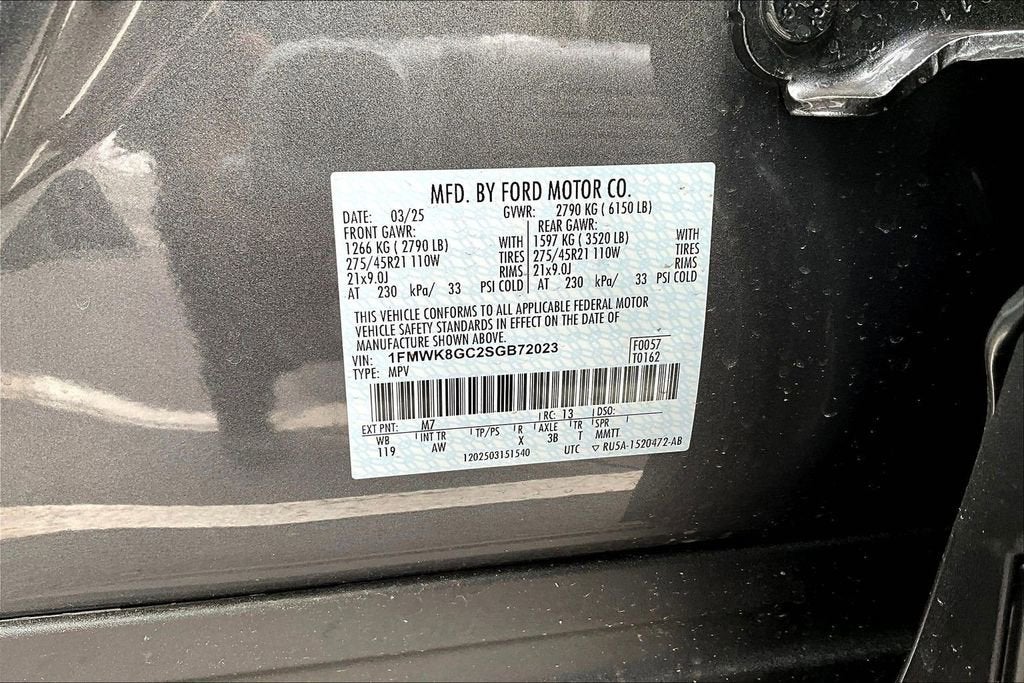 MFD. BY FORD MOTOR CO.
DATE: 03/25 GVWR: 2790 KG ( 6150 LB)
FRONT GAWR: REAR GAWR:
1266 KG ( 2790 LB) WITH 1597 KG ( 3520 LB) WITH
275/45R21 110W TIRES 275/45R21 110W TIRES
21x9.0J RIMS 21x9.0J RIMS
AT 230 kPa/ 33 PSI COLD AT 230 kPa/ 33 PSI COLD
THIS VEHICLE CONFORMS TO ALL APPLICABLE FEDERAL MOTOR
VEHICLE SAFETY STANDARDS IN EFFECT ON THE DATE OF
MANUFACTURE SHOWN ABOVE.
VIN: 1FMWK8GC2SGB72023 F0057
TYPE: MPV T0162
EXT PNT: M7 RC: 13 DSO:
WB INT TR TP/PS R AXLE TR SPR
119 AW X 3B T MMTT
1202503151540 UTC ▽ RU5A-1520472-AB